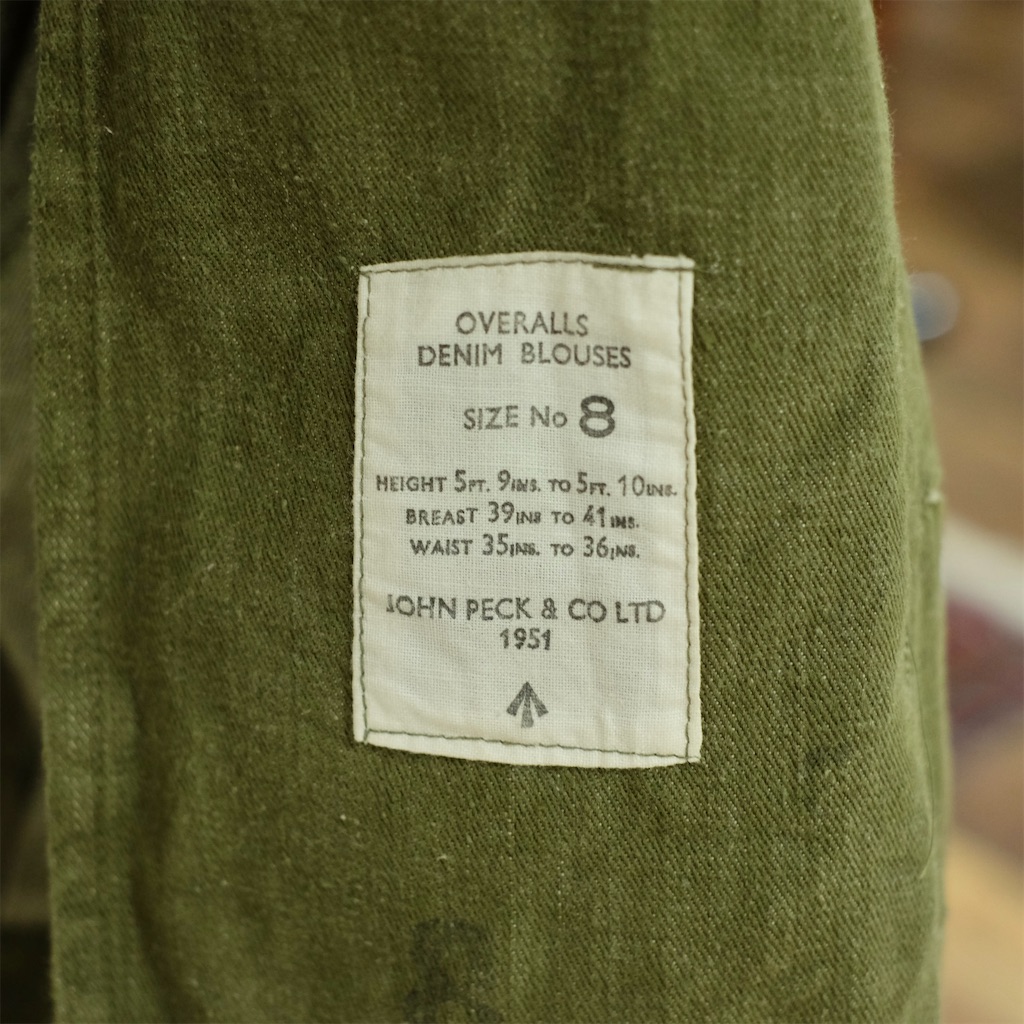 OVERALLS
DENIM BLOUSES
SIZE No 8
HEIGHT 5FT. 9INS. TO 5FT. 10INS.
BREAST 39INS TO 41INS.
WAIST 35INS. TO 36INS.
JOHN PECK & CO LTD
1951